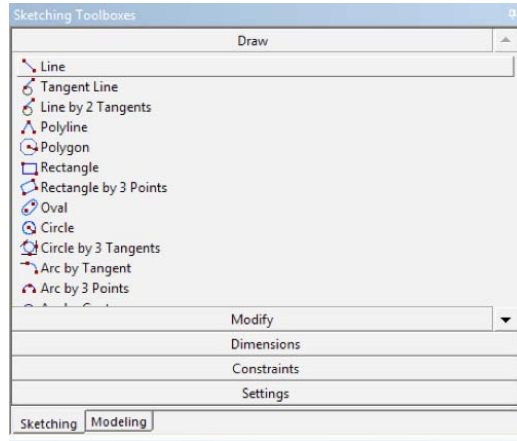 Sketching Toolboxes
Draw
Line
Tangent Line
Line by 2 Tangents
Polyline
Polygon
Rectangle
Rectangle by 3 Points
Oval
Circle
Circle by 3 Tangents
Arc by Tangent
Arc by 3 Points
Modify
Dimensions
Constraints
Settings
Sketching Modeling